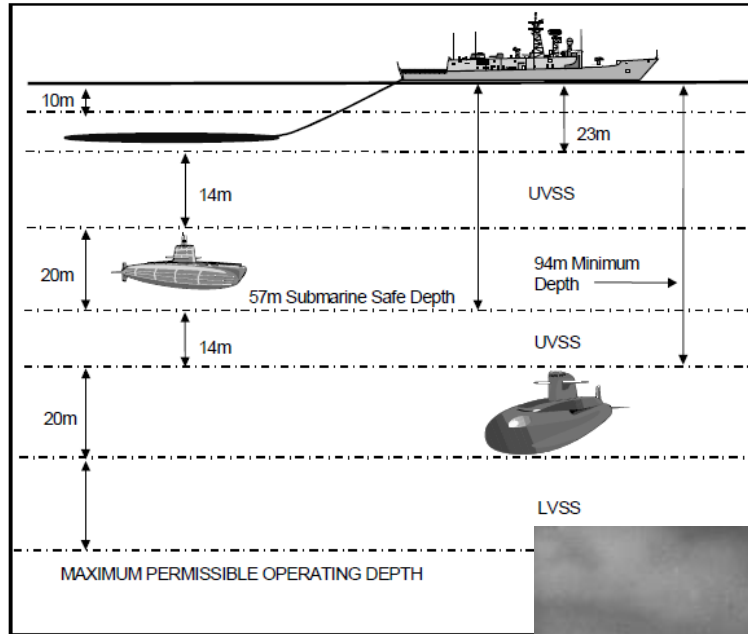 10m
23m
14m
UVSS
20m
94m Minimum
Depth
57m Submarine Safe Depth
14m
UVSS
20m
LVSS
MAXIMUM PERMISSIBLE OPERATING DEPTH